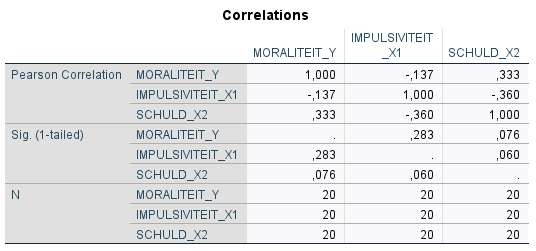 Correlations
MORALITEIT_Y IMPULSIVITEIT_X1 SCHULD_X2
Pearson Correlation MORALITEIT_Y 1,000 -,137 ,333
IMPULSIVITEIT_X1 -,137 1,000 -,360
SCHULD_X2 ,333 -,360 1,000
Sig. (1-tailed) MORALITEIT_Y . ,283 ,076
IMPULSIVITEIT_X1 ,283 . ,060
SCHULD_X2 ,076 ,060 .
N MORALITEIT_Y 20 20 20
IMPULSIVITEIT_X1 20 20 20
SCHULD_X2 20 20 20